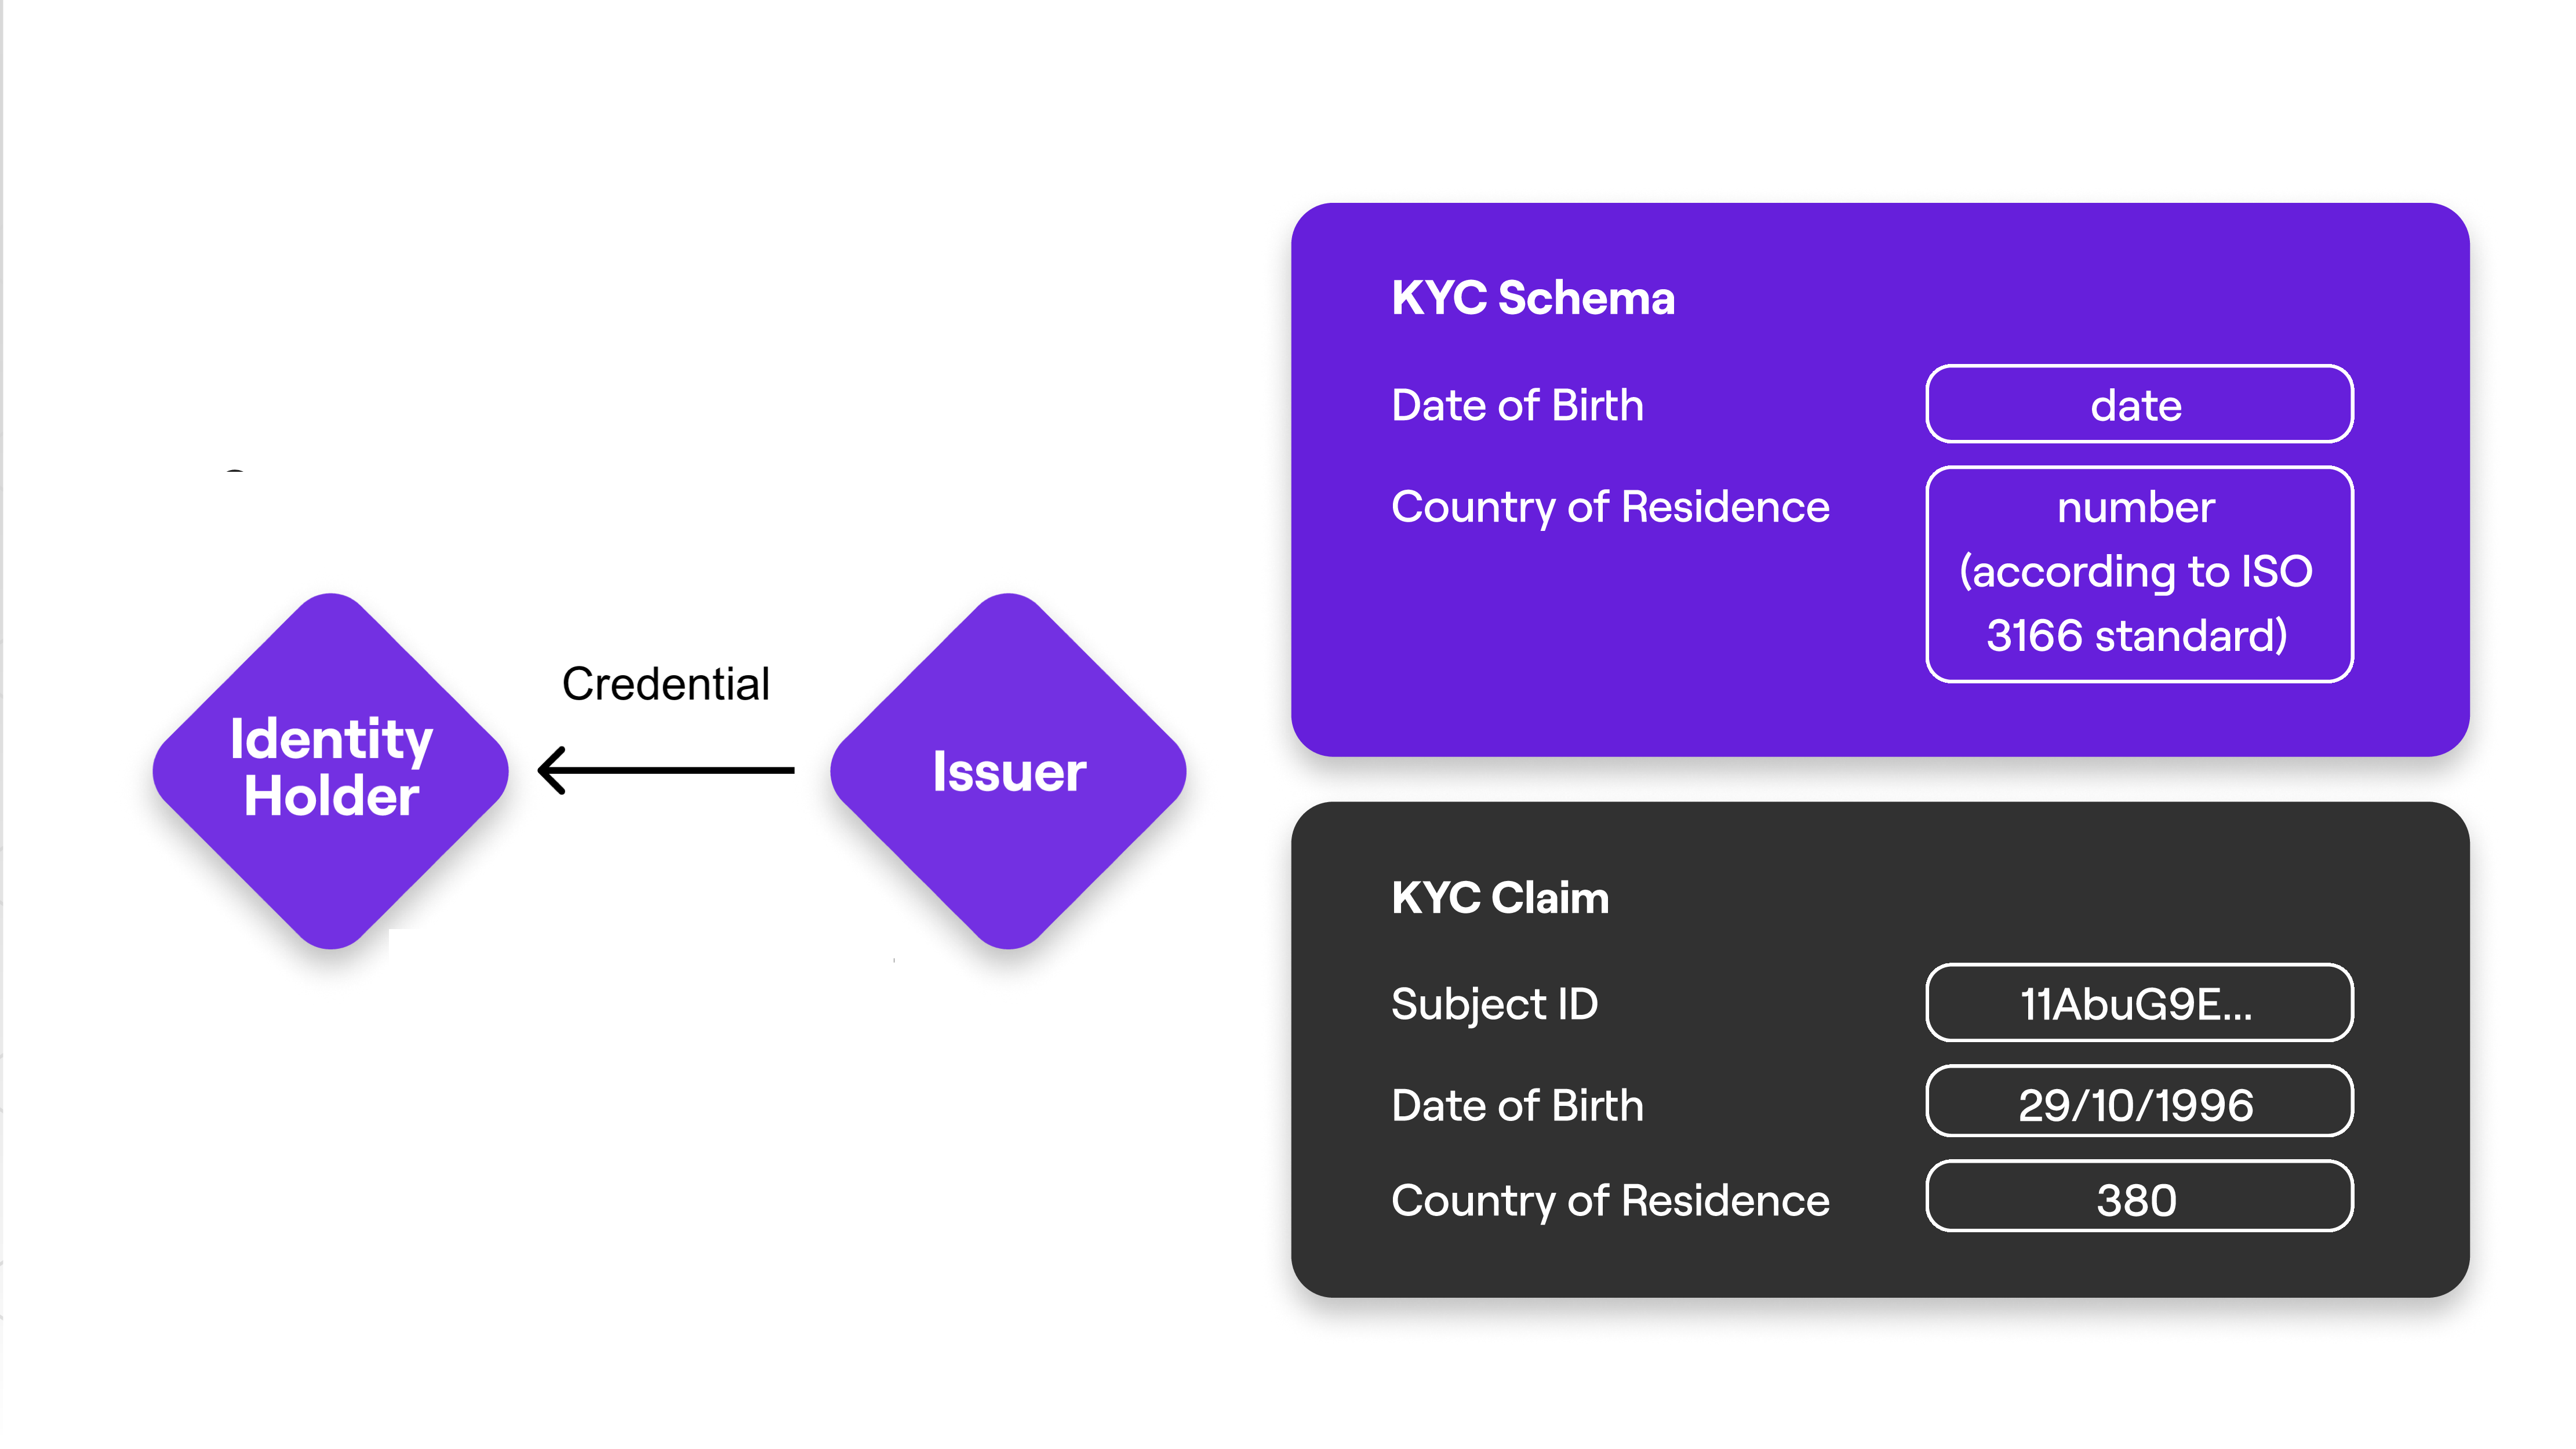 Identity
Holder
Credential
Issuer
KYC Schema
Date of Birth
date
Country of Residence
number
(according to ISO
3166 standard)
KYC Claim
Subject ID
11AbuG9E...
Date of Birth
29/10/1996
Country of Residence
380